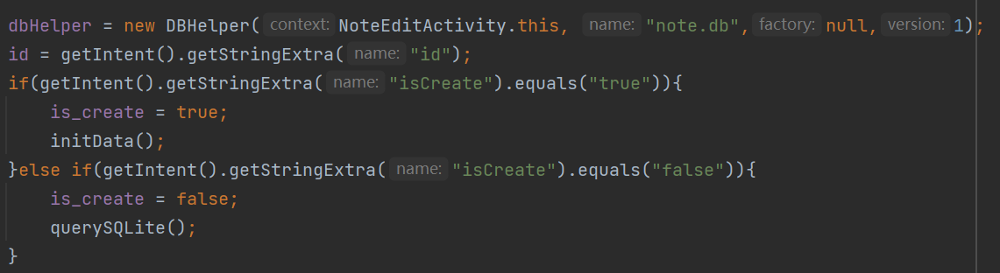 dbHelper = new DBHelper( context: NoteEditActivity.this, name: "note.db", factory: null, version: 1);
id = getIntent().getStringExtra( name: "id");
if(getIntent().getStringExtra( name: "isCreate").equals("true")){
    is_create = true;
    initData();
}else if(getIntent().getStringExtra( name: "isCreate").equals("false")){
    is_create = false;
    querySQLite();
}